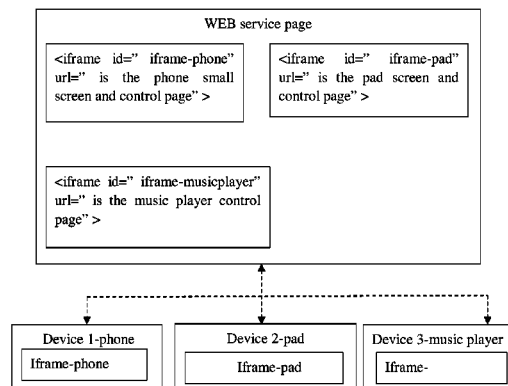 WEB service page
<iframe id=” iframe-phone”
url=” is the phone small
screen and control page” >
<iframe id=” iframe-pad”
url=” is the pad screen and
control page” >
<iframe id=” iframe-musicplayer”
url=” is the music player control
page” >
Device 1-phone
Iframe-phone
Device 2-pad
Iframe-pad
Device 3-music player
Iframe-